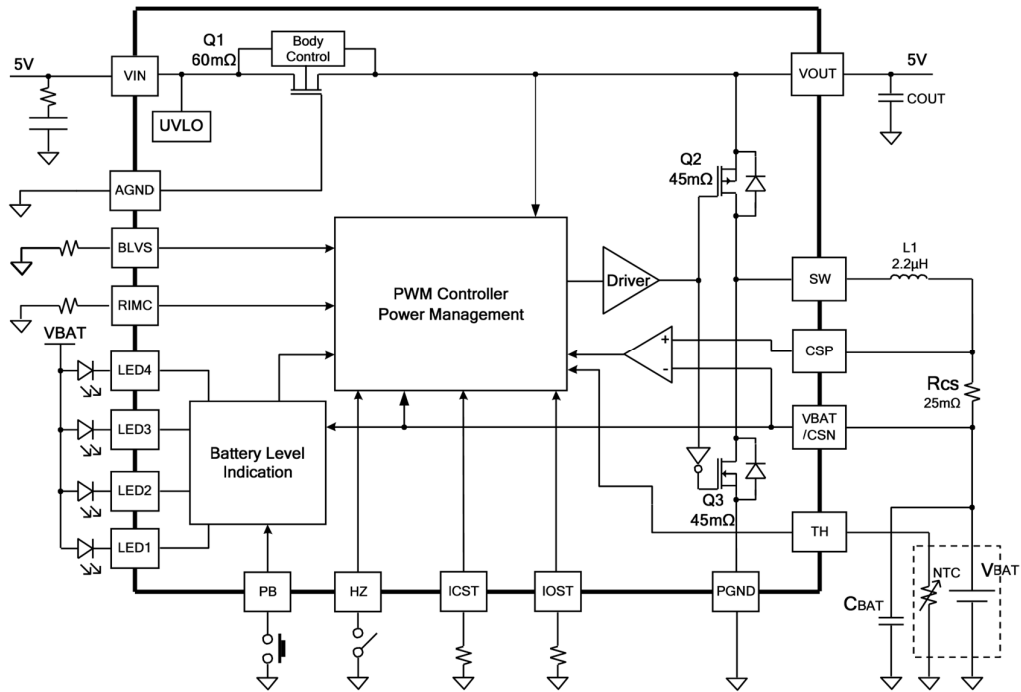 5V
VIN
Q1
60mΩ
Body
Control
UVLO
VOUT
5V
COUT
AGND
Q2
45mΩ
BLVS
RIMC
PWM Controller
Power Management
Driver
SW
L1
2.2µH
VBAT
LED4
LED3
LED2
LED1
Battery Level
Indication
+
-
CSP
RCS
25mΩ
VBAT
/CSN
Q3
45mΩ
TH
PB
HZ
ICST
IOST
PGND
CBAT
NTC
VBAT